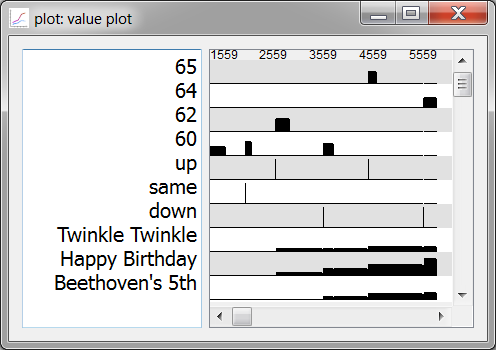 plot: value plot
1559 2559 3559 4559 5559
65
64
62
60
up
same
down
Twinkle Twinkle
Happy Birthday
Beethoven's 5th